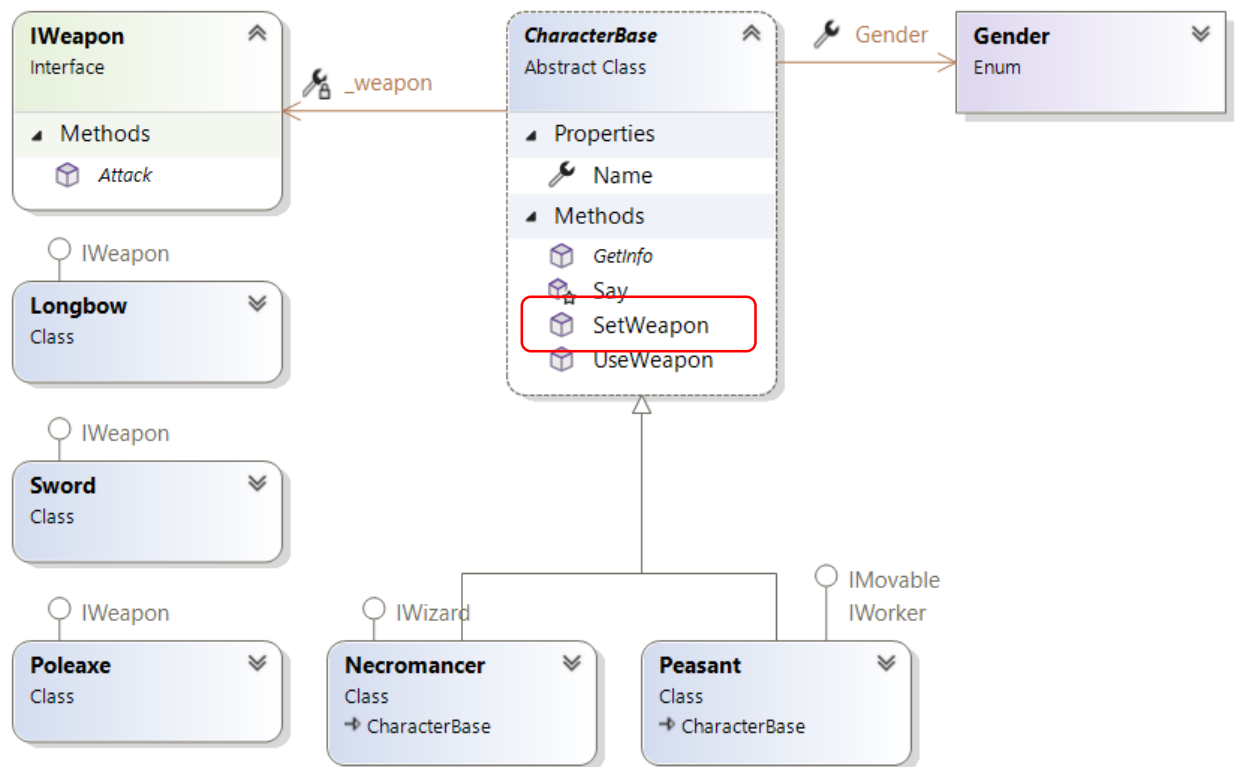 IWeapon
Interface
Methods
Attack
_weapon
CharacterBase
Abstract Class
Properties
Name
Methods
GetInfo
Say
SetWeapon
UseWeapon
Gender
Gender
Enum
IWeapon
Longbow
Class
IWeapon
Sword
Class
IWeapon
Poleaxe
Class
IWizard
Necromancer
Class
CharacterBase
IMovable
IWorker
Peasant
Class
CharacterBase